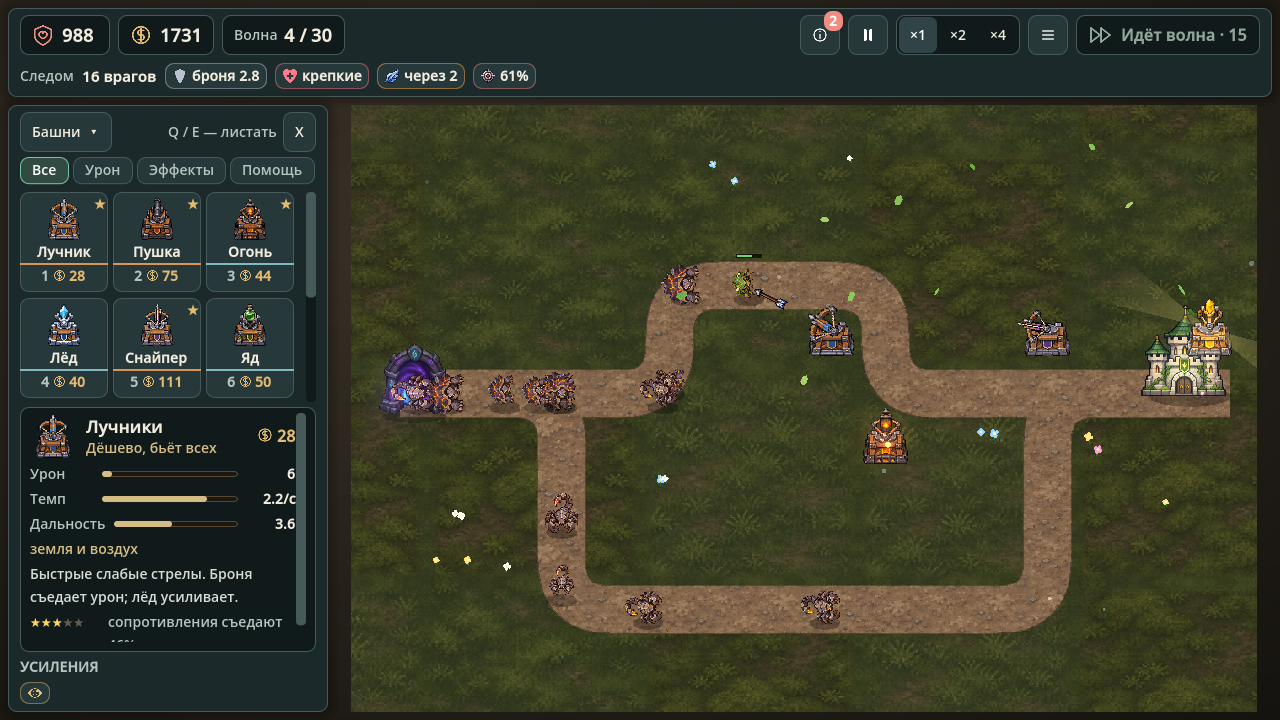 988
1731
Волна 4 / 30
2
×1
×2
×4
Идёт волна · 15
Следом 16 врагов
броня 2.8
крепкие
через 2
61%
Башни
Q / E — листать
X
Все
Урон
Эффекты
Помощь
Лучник
Пушка
Огонь
1 28
2 75
3 44
Лёд
Снайпер
Яд
4 40
5 111
6 50
Лучники
Дёшево, бьёт всех
28
Урон 6
Темп 2.2/с
Дальность 3.6
земля и воздух
Быстрые слабые стрелы. Броня
съедает урон; лёд усиливает.
★★★★★ сопротивления съедают
УСИЛЕНИЯ